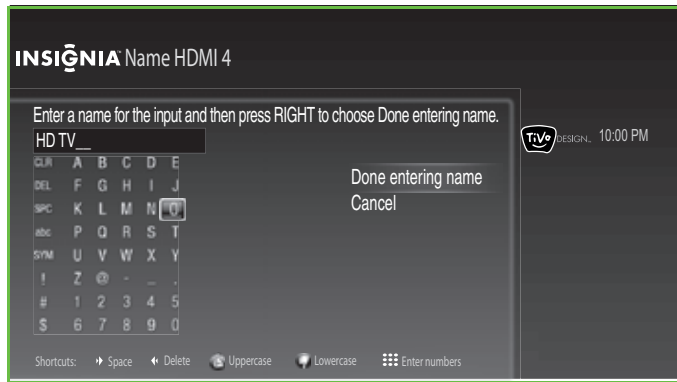 INSIGNIA™ Name HDMI 4
Enter a name for the input and then press RIGHT to choose Done entering name.
HD TV__
TiVo DESIGN.. 10:00 PM
CLR A B C D E
DEL F G H I J
SPC K L M N O
abc P Q R S T
SYM U V W X Y
! Z @ - _ .
# 1 2 3 4 5
$ 6 7 8 9 0
Done entering name
Cancel
Shortcuts: Space Delete Uppercase Lowercase Enter numbers